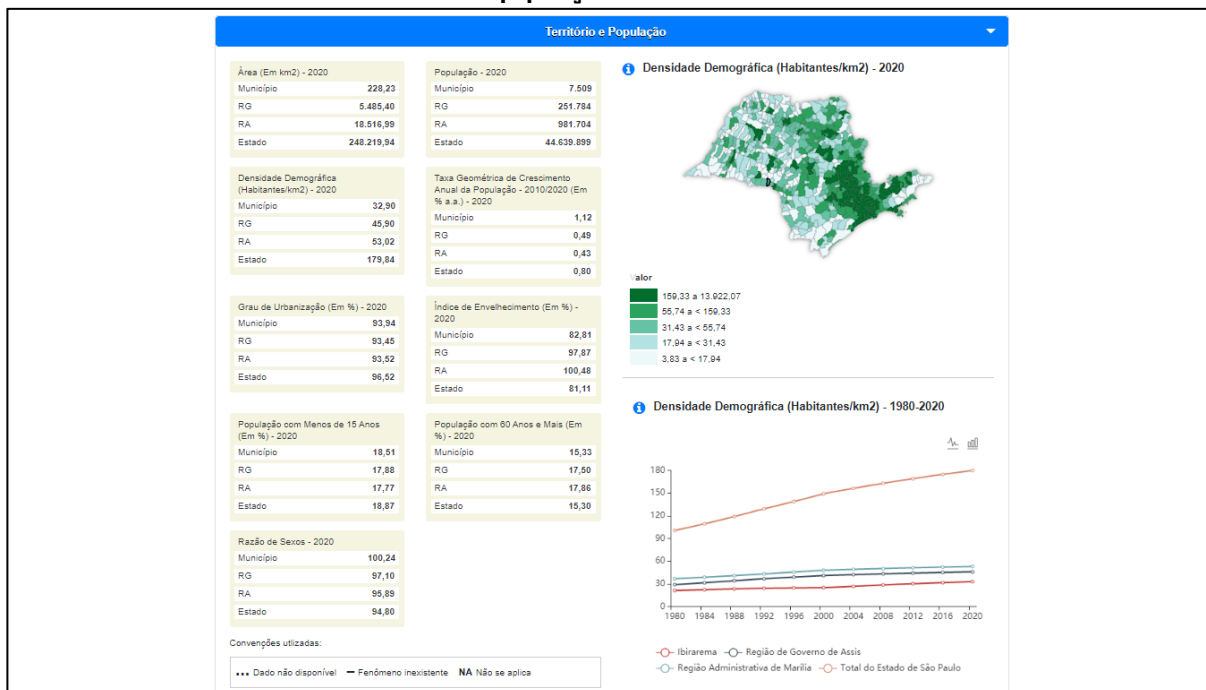 Território e População
Área (Em km2) - 2020
Município 228,23
RG 5.485,40
RA 18.516,99
Estado 248.219,94
População - 2020
Município 7.509
RG 251.784
RA 981.704
Estado 44.639.899
Densidade Demográfica
(Habitantes/km2) - 2020
Município 32,90
RG 45,90
RA 53,02
Estado 179,84
Taxa Geométrica de Crescimento
Anual da População - 2010/2020 (Em
% a.a.) - 2020
Município 1,12
RG 0,49
RA 0,43
Estado 0,80
Grau de Urbanização (Em %) - 2020
Município 93,94
RG 93,45
RA 93,52
Estado 96,52
Índice de Envelhecimento (Em %) -
2020
Município 82,81
RG 97,87
RA 100,48
Estado 81,11
População com Menos de 15 Anos
(Em %) - 2020
Município 18,51
RG 17,88
RA 17,77
Estado 18,87
População com 60 Anos e Mais (Em
%) - 2020
Município 15,33
RG 17,50
RA 17,86
Estado 15,30
Razão de Sexos - 2020
Município 100,24
RG 97,10
RA 95,89
Estado 94,80
Convenções utlizadas:
... Dado não disponível — Fenômeno inexistente NA Não se aplica
Densidade Demográfica (Habitantes/km2) - 2020
Valor
159,33 a 13.922,07
55,74 a < 159,33
31,43 a < 55,74
17,94 a < 31,43
3,83 a < 17,94
Densidade Demográfica (Habitantes/km2) - 1980-2020
180
150
120
90
60
30
0
1980 1984 1988 1992 1996 2000 2004 2008 2012 2016 2020
Ibirarema Região de Governo de Assis
Região Administrativa de Marília Total do Estado de São Paulo